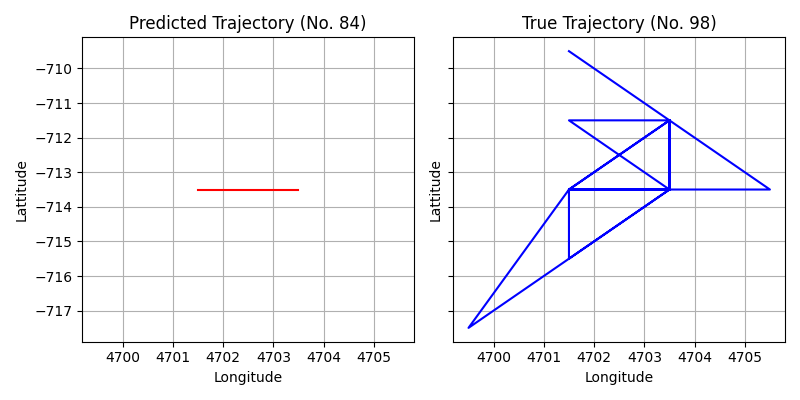 Predicted Trajectory (No. 84)
True Trajectory (No. 98)
−710
−711
−712
−713
−714
−715
−716
−717
Lattitude
Lattitude
4700 4701 4702 4703 4704 4705
4700 4701 4702 4703 4704 4705
Longitude
Longitude